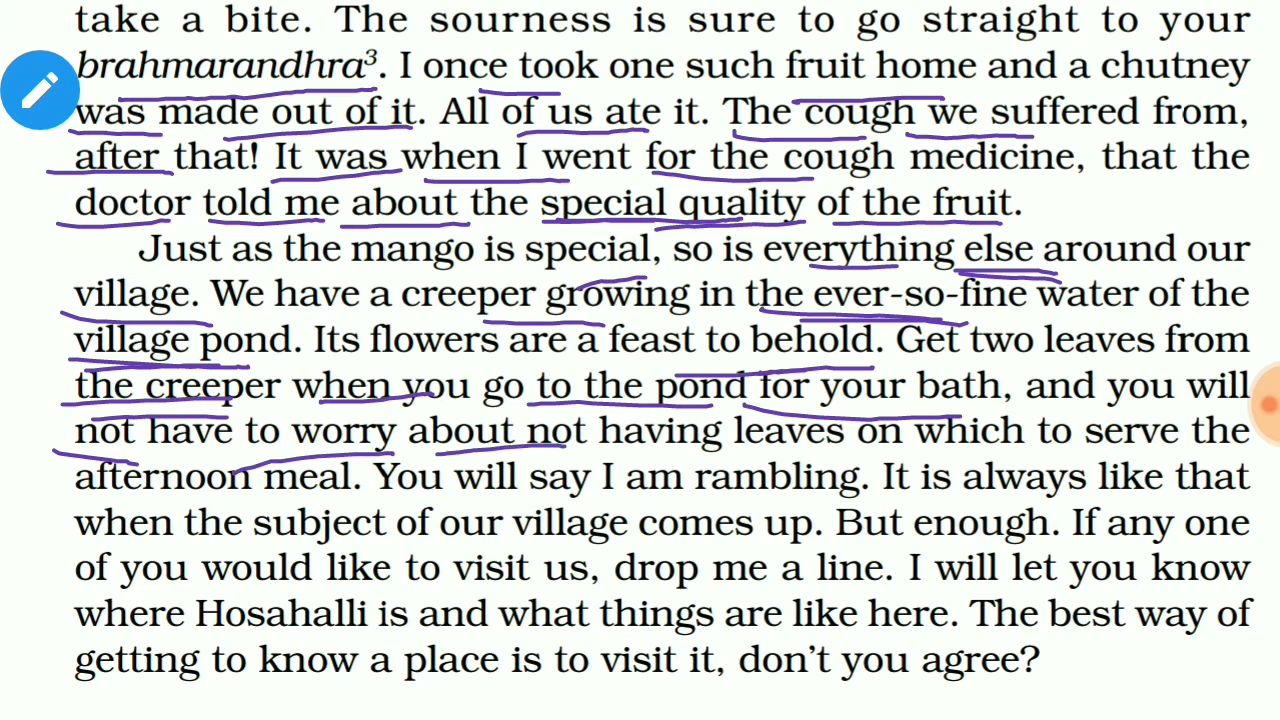 take a bite. The sourness is sure to go straight to your
brahmarandhra³. I once took one such fruit home and a chutney
was made out of it. All of us ate it. The cough we suffered from,
after that! It was when I went for the cough medicine, that the
doctor told me about the special quality of the fruit.
Just as the mango is special, so is everything else around our
village. We have a creeper growing in the ever-so-fine water of the
village pond. Its flowers are a feast to behold. Get two leaves from
the creeper when you go to the pond for your bath, and you will
not have to worry about not having leaves on which to serve the
afternoon meal. You will say I am rambling. It is always like that
when the subject of our village comes up. But enough. If any one
of you would like to visit us, drop me a line. I will let you know
where Hosahalli is and what things are like here. The best way of
getting to know a place is to visit it, don’t you agree?